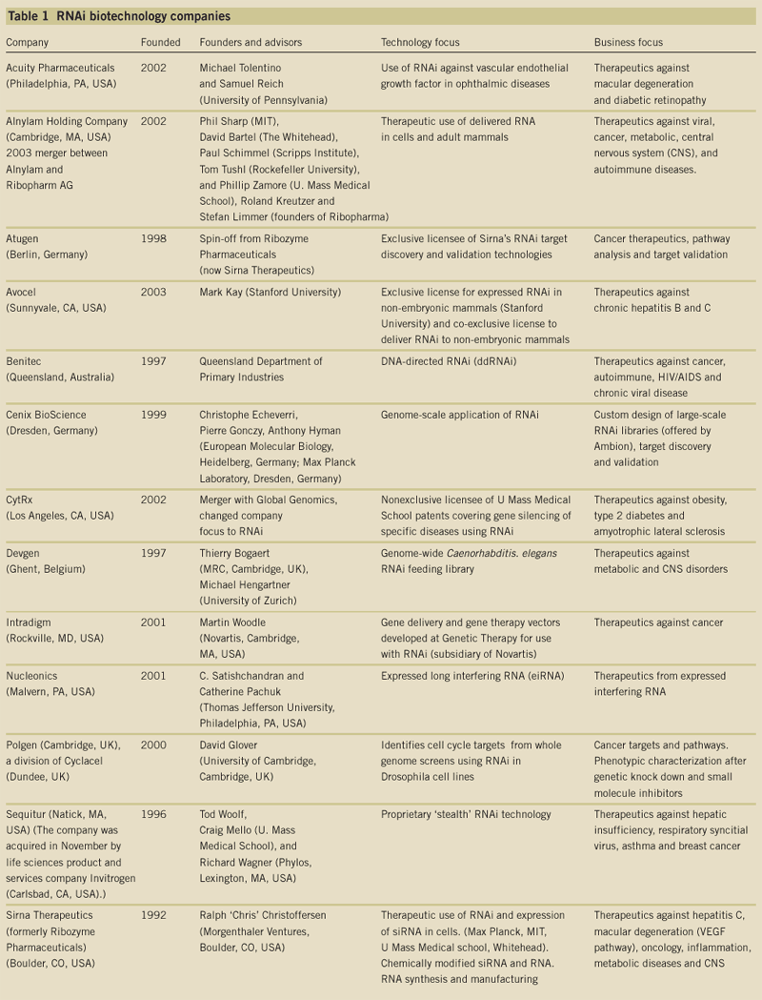 Table 1 RNAi biotechnology companies
Company Founded Founders and advisors Technology focus Business focus
Acuity Pharmaceuticals 2002 Michael Tolentino Use of RNAi against vascular endothelial Therapeutics against
(Philadelphia, PA, USA) and Samuel Reich growth factor in ophthalmic diseases macular degeneration
(University of Pennsylvania) and diabetic retinopathy
Alnylam Holding Company 2002 Phil Sharp (MIT), Therapeutic use of delivered RNA Therapeutics against viral,
(Cambridge, MA, USA) David Bartel (The Whitehead), in cells and adult mammals cancer, metabolic, central
2003 merger between Paul Schimmel (Scripps Institute), nervous system (CNS), and
Alnylam and Tom Tushl (Rockefeller University), autoimmune diseases.
Ribopharm AG and Phillip Zamore (U. Mass Medical
School), Roland Kreutzer and
Stefan Limmer (founders of Ribopharma)
Atugen 1998 Spin-off from Ribozyme Exclusive licensee of Sirna's RNAi target Cancer therapeutics, pathway
(Berlin, Germany) Pharmaceuticals discovery and validation technologies analysis and target validation
(now Sirna Therapeutics)
Avocel 2003 Mark Kay (Stanford University) Exclusive license for expressed RNAi in Therapeutics against
(Sunnyvale, CA, USA) non-embryonic mammals (Stanford chronic hepatitis B and C
University) and co-exclusive license to
deliver RNAi to non-embryonic mammals
Benitec 1997 Queensland Department of DNA-directed RNAi (ddRNAi) Therapeutics against cancer,
(Queensland, Australia) Primary Industries autoimmune, HIV/AIDS and
chronic viral disease
Cenix BioScience 1999 Christophe Echeverri, Genome-scale application of RNAi Custom design of large-scale
(Dresden, Germany) Pierre Gonczy, Anthony Hyman RNAi libraries (offered by
(European Molecular Biology, Ambion), target discovery
Heidelberg, Germany; Max Planck and validation
Laboratory, Dresden, Germany)
CytRx 2002 Merger with Global Genomics, Nonexclusive licensee of U Mass Medical Therapeutics against obesity,
(Los Angeles, CA, USA) changed company School patents covering gene silencing of type 2 diabetes and
focus to RNAi specific diseases using RNAi amyotrophic lateral sclerosis
Devgen 1997 Thierry Bogaert Genome-wide Caenorhabditis. elegans Therapeutics against
(Ghent, Belgium) (MRC, Cambridge, UK), RNAi feeding library metabolic and CNS disorders
Michael Hengartner
(University of Zurich)
Intradigm 2001 Martin Woodle Gene delivery and gene therapy vectors Therapeutics against cancer
(Rockville, MD, USA) (Novartis, Cambridge, developed at Genetic Therapy for use
MA, USA) with RNAi (subsidiary of Novartis)
Nucleonics 2001 C. Satishchandran and Expressed long interfering RNA (eiRNA) Therapeutics from expressed
(Malvern, PA, USA) Catherine Pachuk interfering RNA
(Thomas Jefferson University,
Philadelphia, PA, USA)
Polgen (Cambridge, UK), 2000 David Glover Identifies cell cycle targets from whole Cancer targets and pathways.
a division of Cyclacel (University of Cambridge, genome screens using RNAi in Phenotypic characterization after
(Dundee, UK) Cambridge, UK) Drosophila cell lines genetic knock down and small
molecule inhibitors
Sequitur (Natick, MA, 1996 Tod Woolf, Proprietary 'stealth' RNAi technology Therapeutics against hepatic
USA) (The company was Craig Mello (U. Mass insufficiency, respiratory syncitial
acquired in November by Medical School), and virus, asthma and breast cancer
life sciences product and Richard Wagner (Phylos,
services company Invitrogen Lexington, MA, USA)
(Carlsbad, CA, USA).)
Sirna Therapeutics 1992 Ralph 'Chris' Christoffersen Therapeutic use of RNAi and expression Therapeutics against hepatitis C,
(formerly Ribozyme (Morgenthaler Ventures, of siRNA in cells. (Max Planck, MIT, macular degeneration (VEGF
Pharmaceuticals) Boulder, CO, USA) U Mass Medical school, Whitehead). pathway), oncology, inflammation,
(Boulder, CO, USA) Chemically modified siRNA and RNA. metabolic diseases and CNS
RNA synthesis and manufacturing